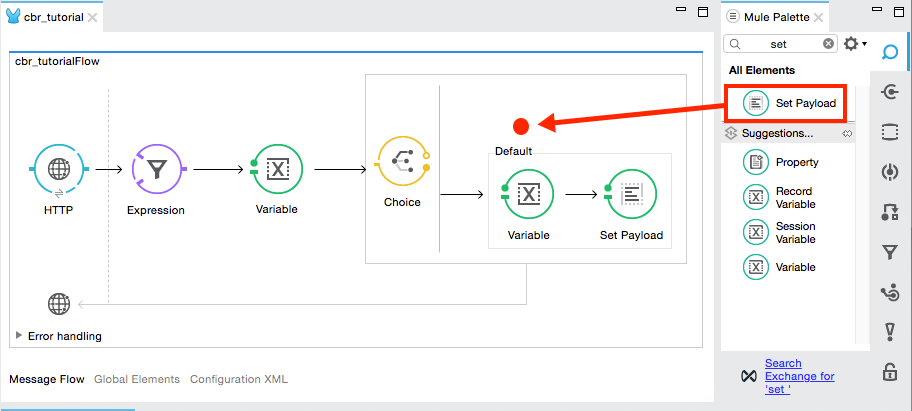 cbr_tutorial
Mule Palette
cbr_tutorialFlow
set
All Elements
Set Payload
Suggestions...
Property
Record
Variable
Session
Variable
Variable
Default
HTTP
Expression
Variable
Choice
Variable
Set Payload
Error handling
Message Flow Global Elements Configuration XML
Search
Exchange for
'set '